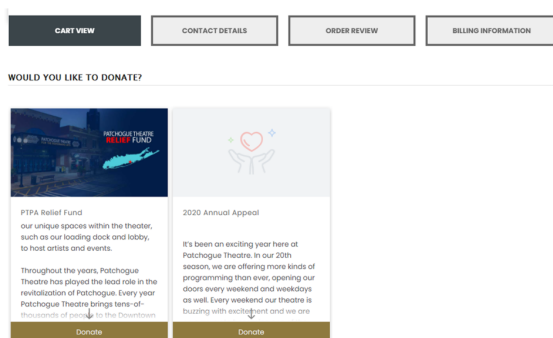 CART VIEW
CONTACT DETAILS
ORDER REVIEW
BILLING INFORMATION
WOULD YOU LIKE TO DONATE?
PATCHOGUE THEATRE
RELIEF FUND
PTPA Relief Fund
our unique spaces within the theater,
such as our loading dock and lobby,
to host artists and events.
Throughout the years, Patchogue
Theatre has played the lead role in the
revitalization of Patchogue. Every year
Patchogue Theatre brings tens-of-
thousands of people to the Downtown
Donate
2020 Annual Appeal
It's been an exciting year here at
Patchogue Theatre. In our 20th
season, we are offering more kinds of
programming than ever, opening our
doors every weekend and weekdays
as well. Every weekend our theatre is
buzzing with excitement and we are
Donate